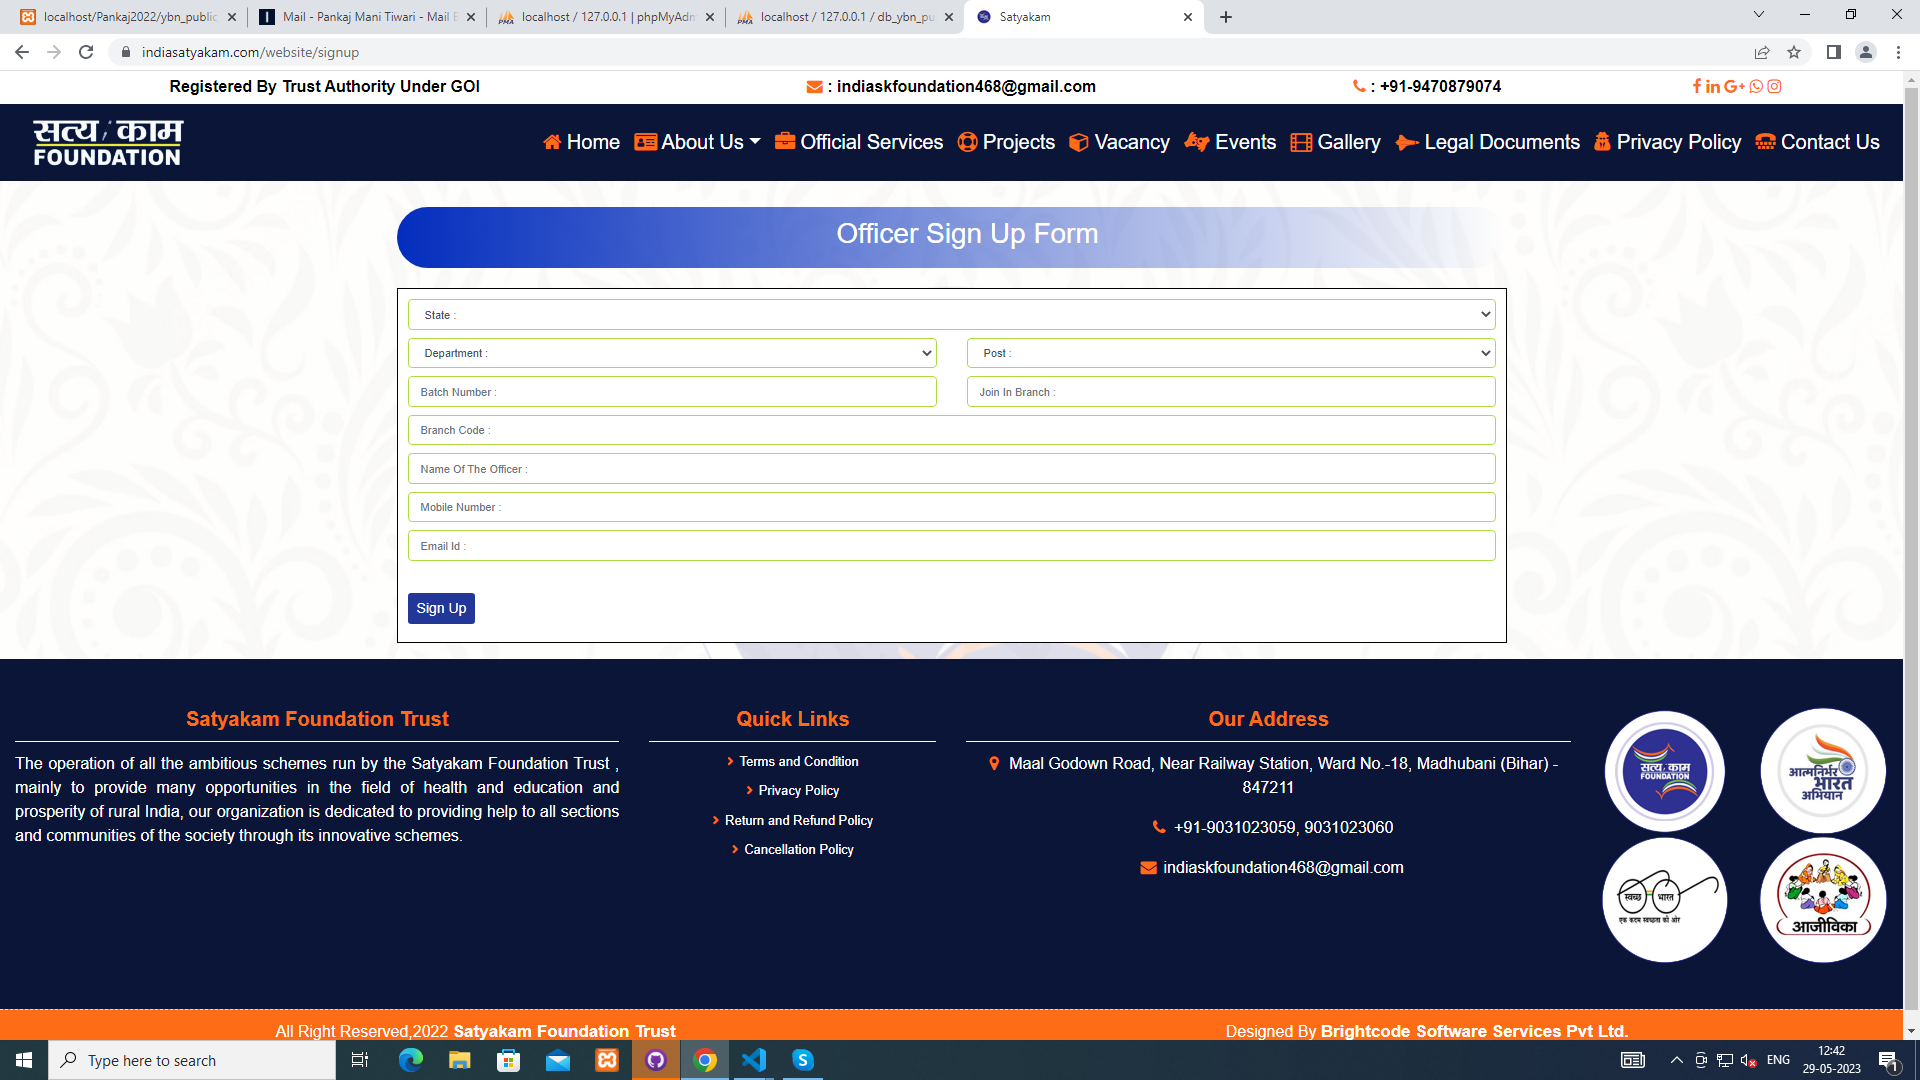 localhost/Pankaj2022/ybn_public
Mail - Pankaj Mani Tiwari - Mail
localhost / 127.0.0.1 | phpMyAdm
localhost / 127.0.0.1 / db_ybn_pu
Satyakam
indiasatyakam.com/website/signup
Registered By Trust Authority Under GOI
: indiaskfoundation468@gmail.com
: +91-9470879074
सत्यकाम
FOUNDATION
Home About Us Official Services Projects Vacancy Events Gallery Legal Documents Privacy Policy Contact Us
Officer Sign Up Form
State :
Department :
Post :
Batch Number :
Join In Branch :
Branch Code :
Name Of The Officer :
Mobile Number :
Email Id :
Sign Up
Satyakam Foundation Trust
The operation of all the ambitious schemes run by the Satyakam Foundation Trust ,
mainly to provide many opportunities in the field of health and education and
prosperity of rural India, our organization is dedicated to providing help to all sections
and communities of the society through its innovative schemes.
Quick Links
Terms and Condition
Privacy Policy
Return and Refund Policy
Cancellation Policy
Our Address
Maal Godown Road, Near Railway Station, Ward No.-18, Madhubani (Bihar) -
847211
+91-9031023059, 9031023060
indiaskfoundation468@gmail.com
सत्यकाम
FOUNDATION
आत्मनिर्भर
भारत
अभियान
स्वच्छ भारत
एक कदम स्वच्छता की ओर
आजीविका
All Right Reserved,2022 Satyakam Foundation Trust
Designed By Brightcode Software Services Pvt Ltd.
Type here to search
ENG
12:42
29-05-2023
1